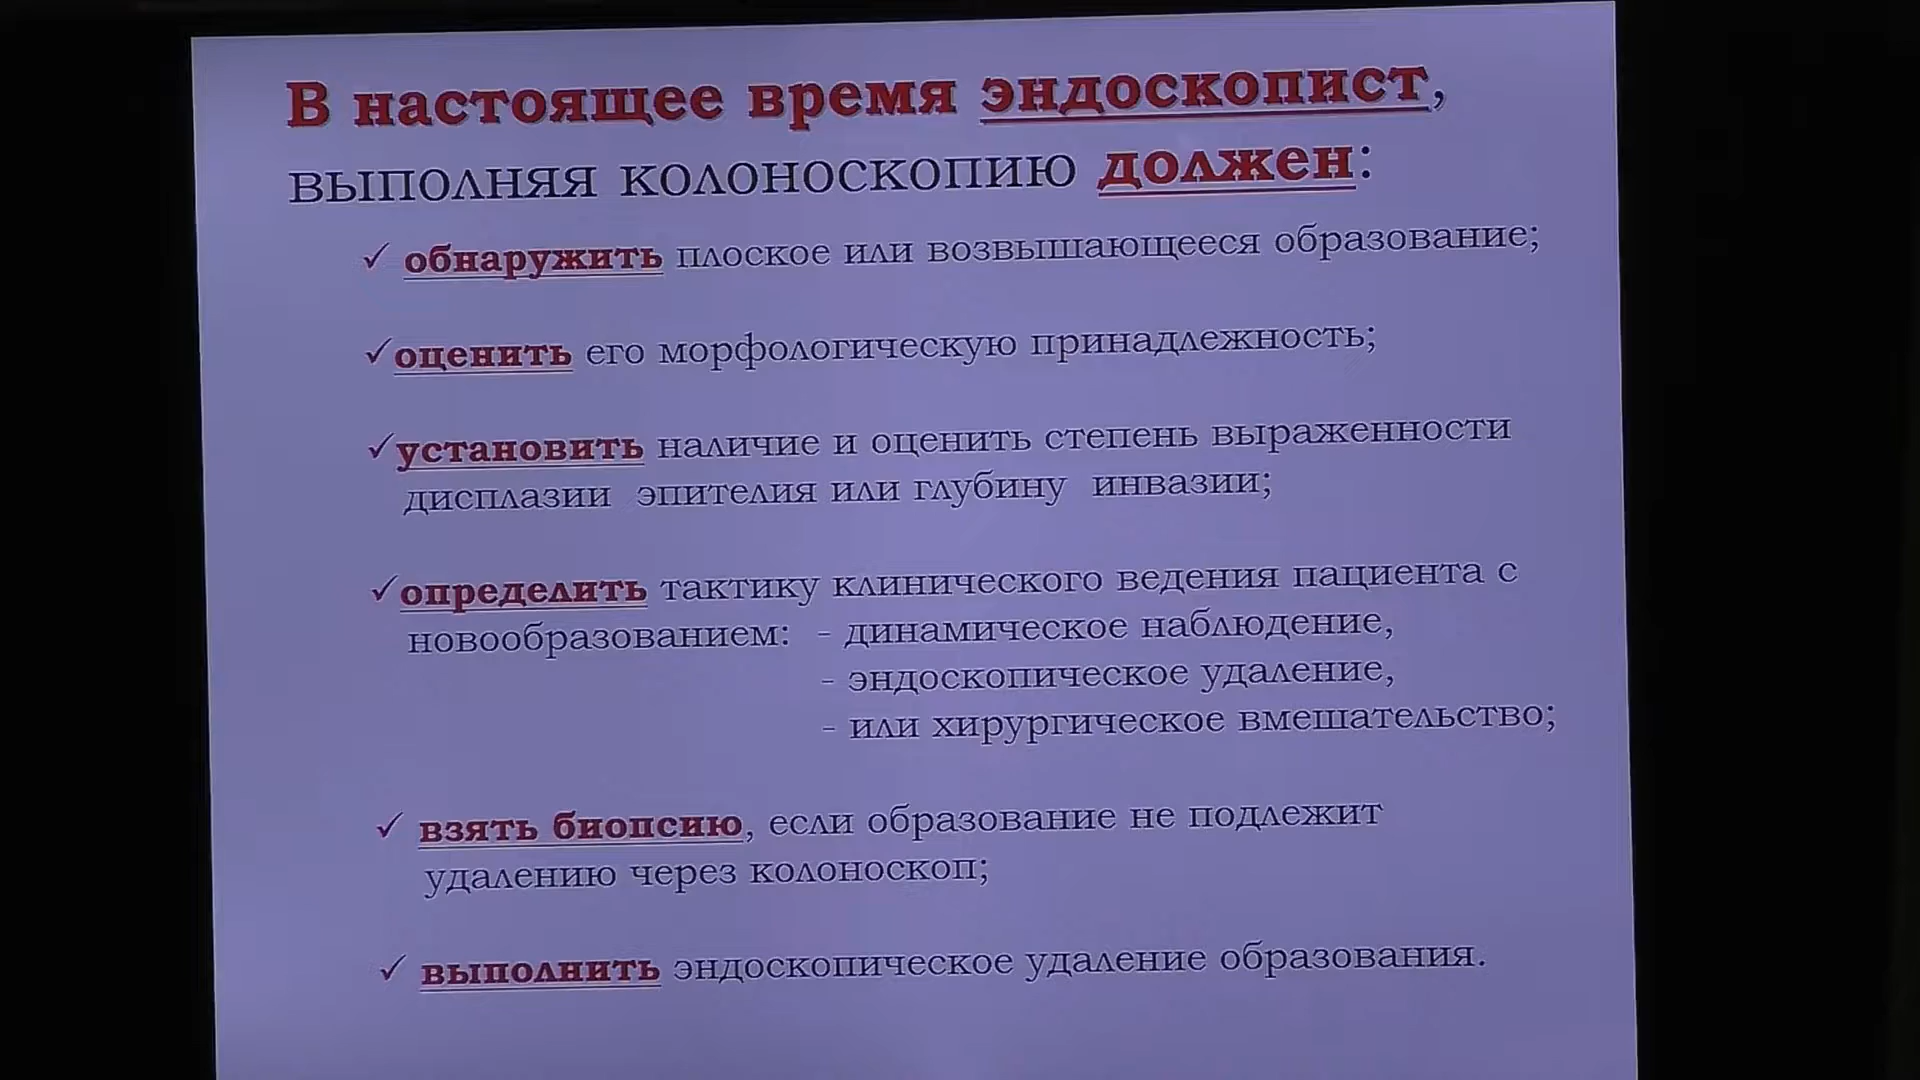 В настоящее время эндоскопист,
выполняя колоноскопию должен:
✓ обнаружить плоское или возвышающееся образование;
✓оценить его морфологическую принадлежность;
✓установить наличие и оценить степень выраженности
дисплазии эпителия или глубину инвазии;
✓определить тактику клинического ведения пациента с
новообразованием: - динамическое наблюдение,
- эндоскопическое удаление,
- или хирургическое вмешательство;
✓ взять биопсию, если образование не подлежит
удалению через колоноскоп;
✓ выполнить эндоскопическое удаление образования.